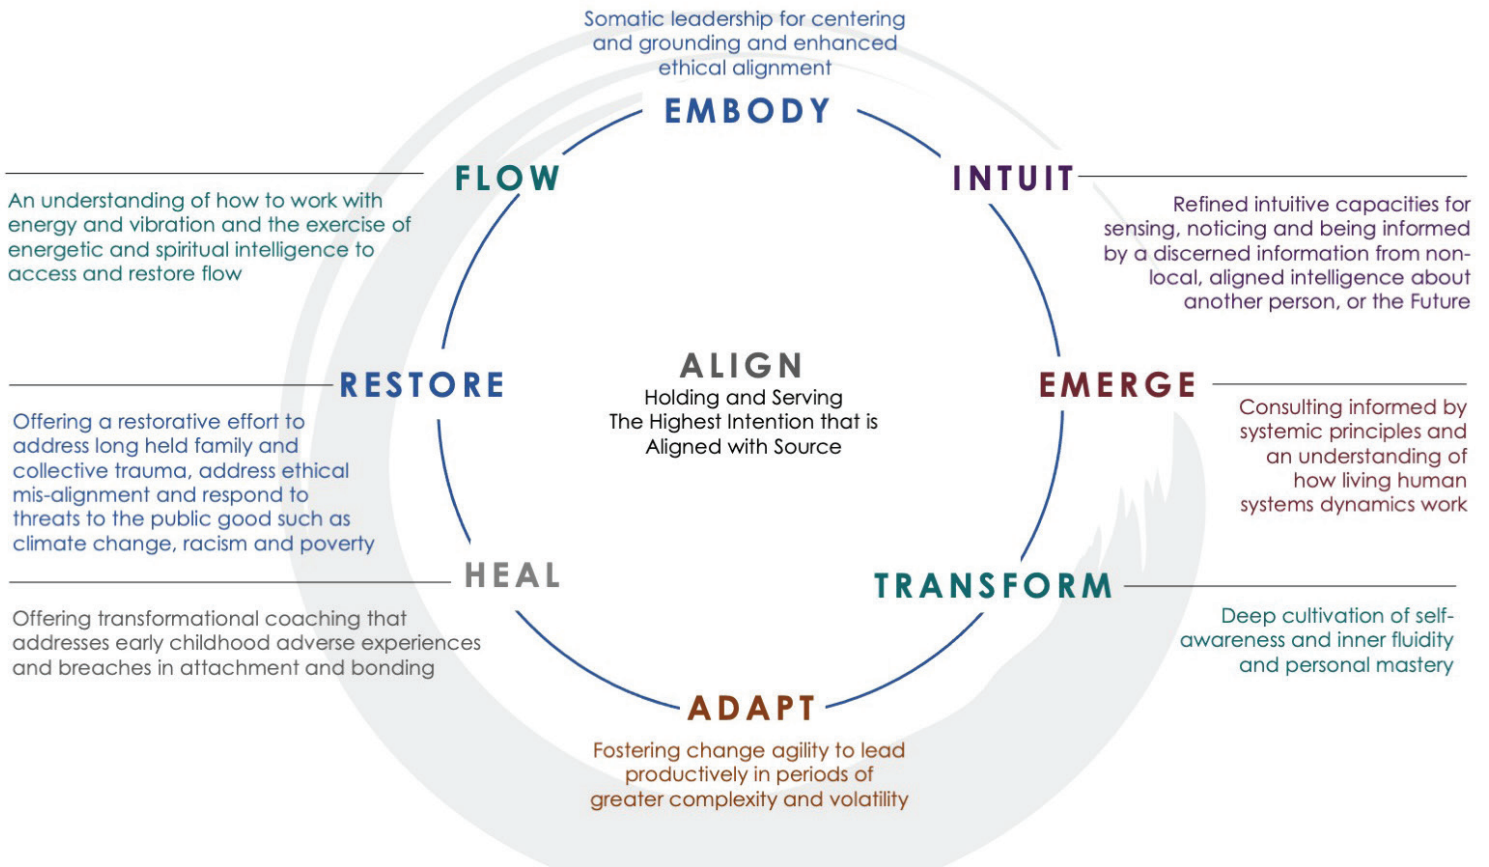 Somatic leadership for centering
and grounding and enhanced
ethical alignment
EMBODY
INTUIT
Refined intuitive capacities for
sensing, noticing and being informed
by a discerned information from non-
local, aligned intelligence about
another person, or the Future
EMERGE
Consulting informed by
systemic principles and
an understanding of
how living human
systems dynamics work
TRANSFORM
Deep cultivation of self-
awareness and inner fluidity
and personal mastery
ADAPT
Fostering change agility to lead
productively in periods of
greater complexity and volatility
HEAL
Offering transformational coaching that
addresses early childhood adverse experiences
and breaches in attachment and bonding
RESTORE
Offering a restorative effort to
address long held family and
collective trauma, address ethical
mis-alignment and respond to
threats to the public good such as
climate change, racism and poverty
FLOW
An understanding of how to work with
energy and vibration and the exercise of
energetic and spiritual intelligence to
access and restore flow
ALIGN
Holding and Serving
The Highest Intention that is
Aligned with Source